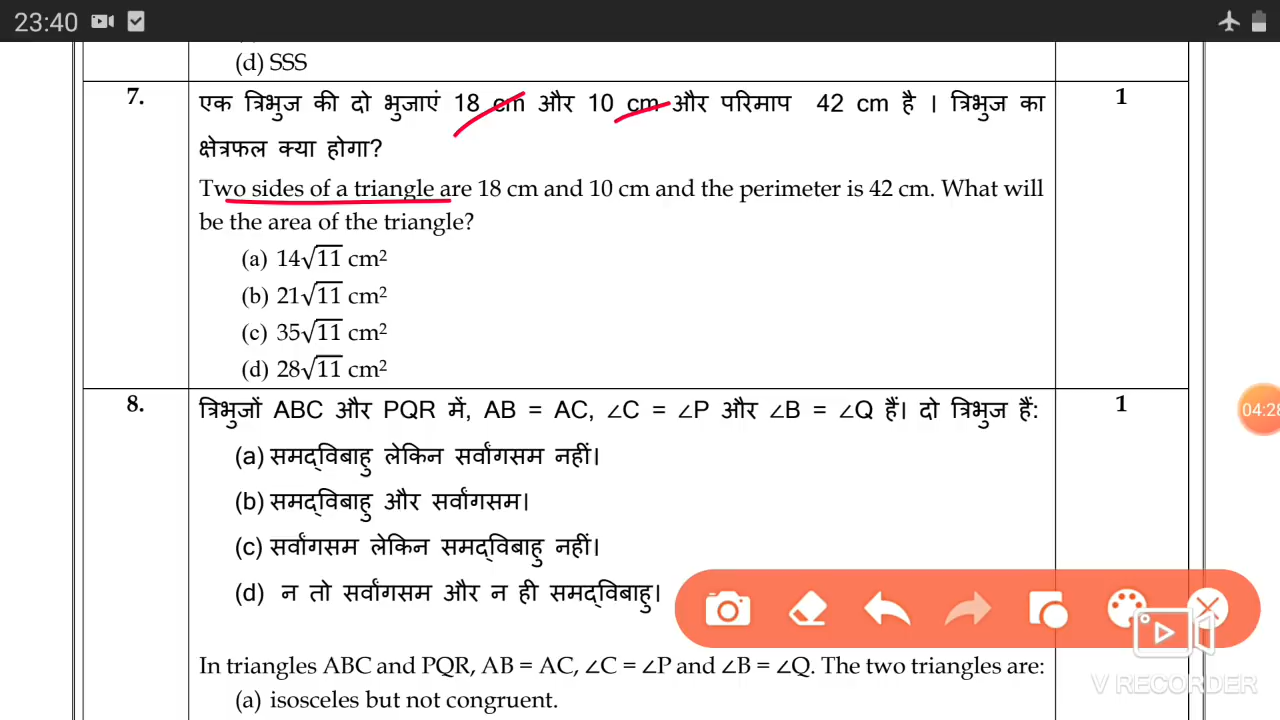 23:40
(d) SSS
7.
एक त्रिभुज की दो भुजाएं 18 cm और 10 cm और परिमाप 42 cm है । त्रिभुज का
1
क्षेत्रफल क्या होगा?
Two sides of a triangle are 18 cm and 10 cm and the perimeter is 42 cm. What will
be the area of the triangle?
(a) 14√11 cm²
(b) 21√11 cm²
(c) 35√11 cm²
(d) 28√11 cm²
8.
त्रिभुजों ABC और PQR में, AB = AC, ∠C = ∠P और ∠B = ∠Q हैं। दो त्रिभुज हैं:
1
(a) समद्विबाहु लेकिन सर्वांगसम नहीं।
(b) समद्विबाहु और सर्वांगसम।
(c) सर्वांगसम लेकिन समद्विबाहु नहीं।
(d) न तो सर्वांगसम और न ही समद्विबाहु।
In triangles ABC and PQR, AB = AC, ∠C = ∠P and ∠B = ∠Q. The two triangles are:
(a) isosceles but not congruent.
04:28
V RECORDER